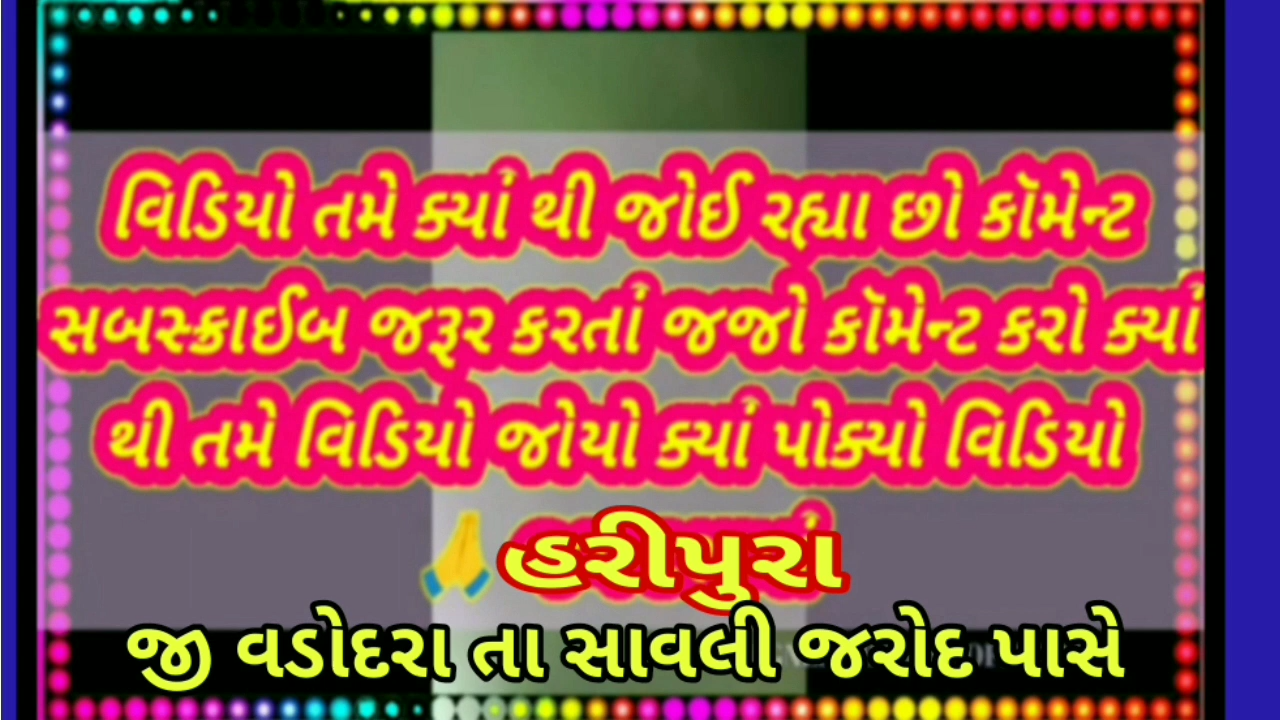 વિડિયો તમે ક્યાં થી જોઈ રહ્યા છો કૉમેન્ટ
સબસ્ક્રાઈબ જરૂર કરતાં જજો કૉમેન્ટ કરો ક્યાં
થી તમે વિડિયો જોયો ક્યાં પોક્યો વિડિયો
🙏હરીપુરા
જી વડોદરા તા સાવલી જરોદ પાસે